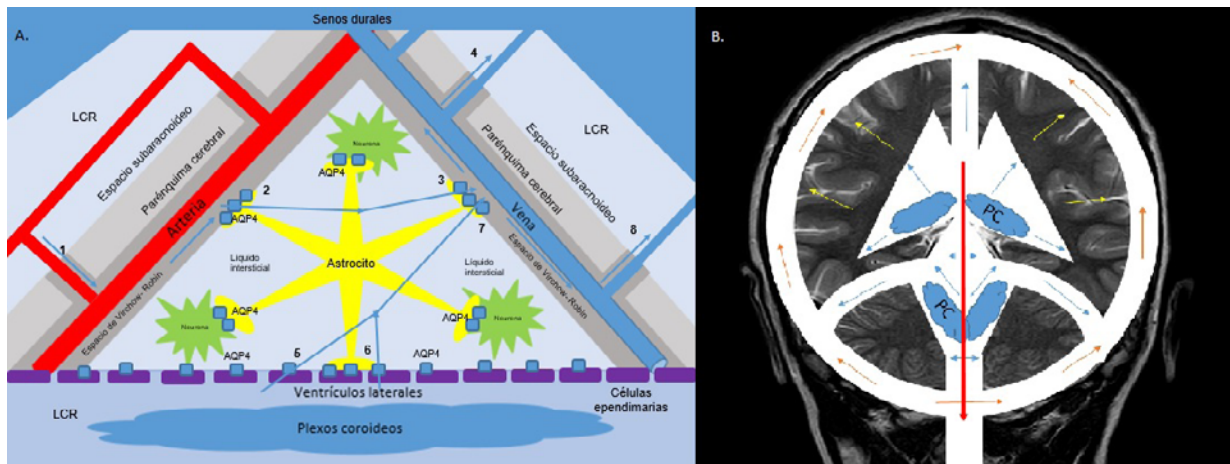 A.
Senos durales
4
LCR
Espacio subaracnoideo
Parénquima cerebral
Arteria
1
Espacio de Virchow- Robin
Neurona
AQP4
2
AQP4
3
7
Vena
Parénquima cerebral
Espacio subaracnoideo
LCR
8
Espacio de Virchow- Robin
Líquido
intersticial
Astrocito
Líquido
intersticial
AQP4
Neurona
AQP4
Neurona
AQP4
5
6
AQP4
Ventrículos laterales
Células
ependimarias
LCR
Plexos coroideos
B.
PC
PC